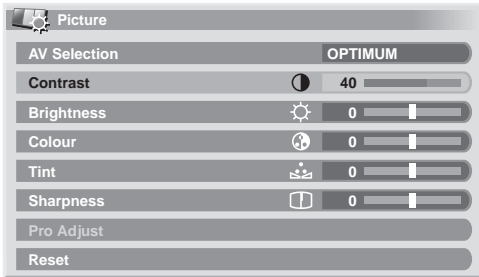 Picture
AV Selection OPTIMUM
Contrast 40
Brightness 0
Colour 0
Tint 0
Sharpness 0
Pro Adjust
Reset